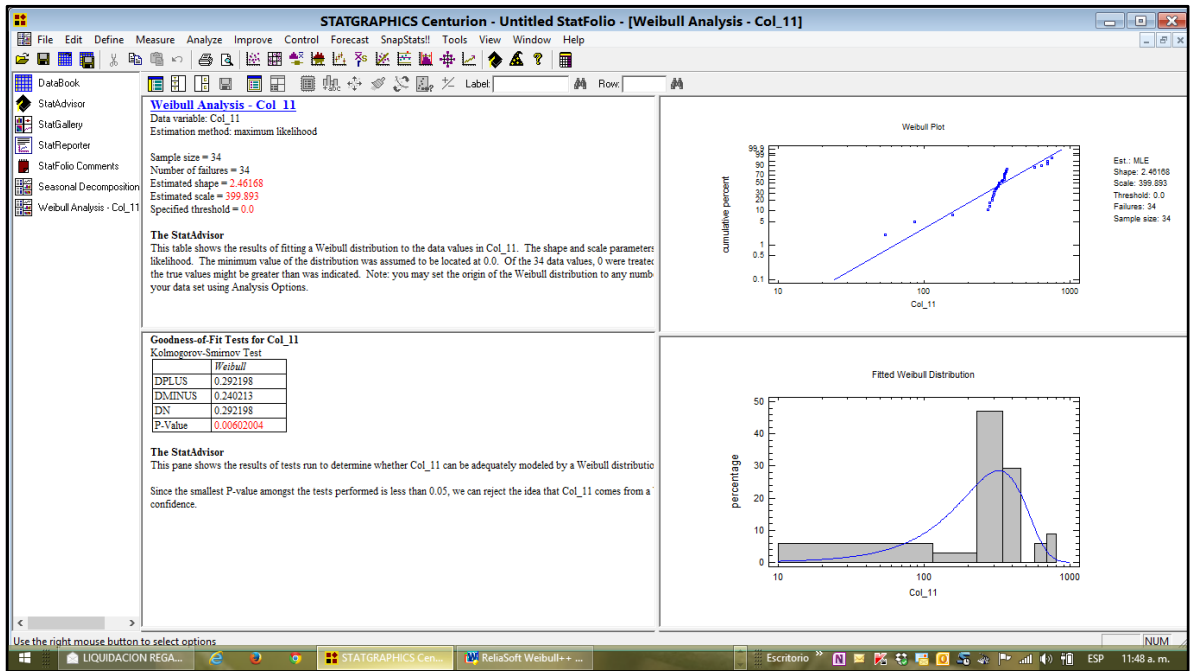 STATGRAPHICS Centurion - Untitled StatFolio - [Weibull Analysis - Col_11]
File Edit Define Measure Analyze Improve Control Forecast SnapStats!! Tools View Window Help
Label: Row:
DataBook
StatAdvisor
StatGallery
StatReporter
StatFolio Comments
Seasonal Decomposition
Weibull Analysis - Col_11
Weibull Analysis - Col_11
Data variable: Col_11
Estimation method: maximum likelihood
Sample size = 34
Number of failures = 34
Estimated shape = 2.46168
Estimated scale = 399.893
Specified threshold = 0.0
The StatAdvisor
This table shows the results of fitting a Weibull distribution to the data values in Col_11. The shape and scale parameters
likelihood. The minimum value of the distribution was assumed to be located at 0.0. Of the 34 data values, 0 were treated
the true values might be greater than was indicated. Note: you may set the origin of the Weibull distribution to any numb
your data set using Analysis Options.
Weibull Plot
99.9
99
95
90
70
50
30
20
10
5
1
0.5
0.1
cumulative percent
10 100 1000
Col_11
Est.: MLE
Shape: 2.46168
Scale: 399.893
Threshold: 0.0
Failures: 34
Sample size: 34
Goodness-of-Fit Tests for Col_11
Kolmogorov-Smirnov Test
Weibull
DPLUS 0.292198
DMINUS 0.240213
DN 0.292198
P-Value 0.00602004
The StatAdvisor
This pane shows the results of tests run to determine whether Col_11 can be adequately modeled by a Weibull distributio
Since the smallest P-value amongst the tests performed is less than 0.05, we can reject the idea that Col_11 comes from a
confidence.
Fitted Weibull Distribution
50
40
30
20
10
0
percentage
10 100 1000
Col_11
Use the right mouse button to select options
NUM
LIQUIDACION REGA... STATGRAPHICS Cen... ReliaSoft Weibull++ ... Escritorio ESP 11:48 a. m.